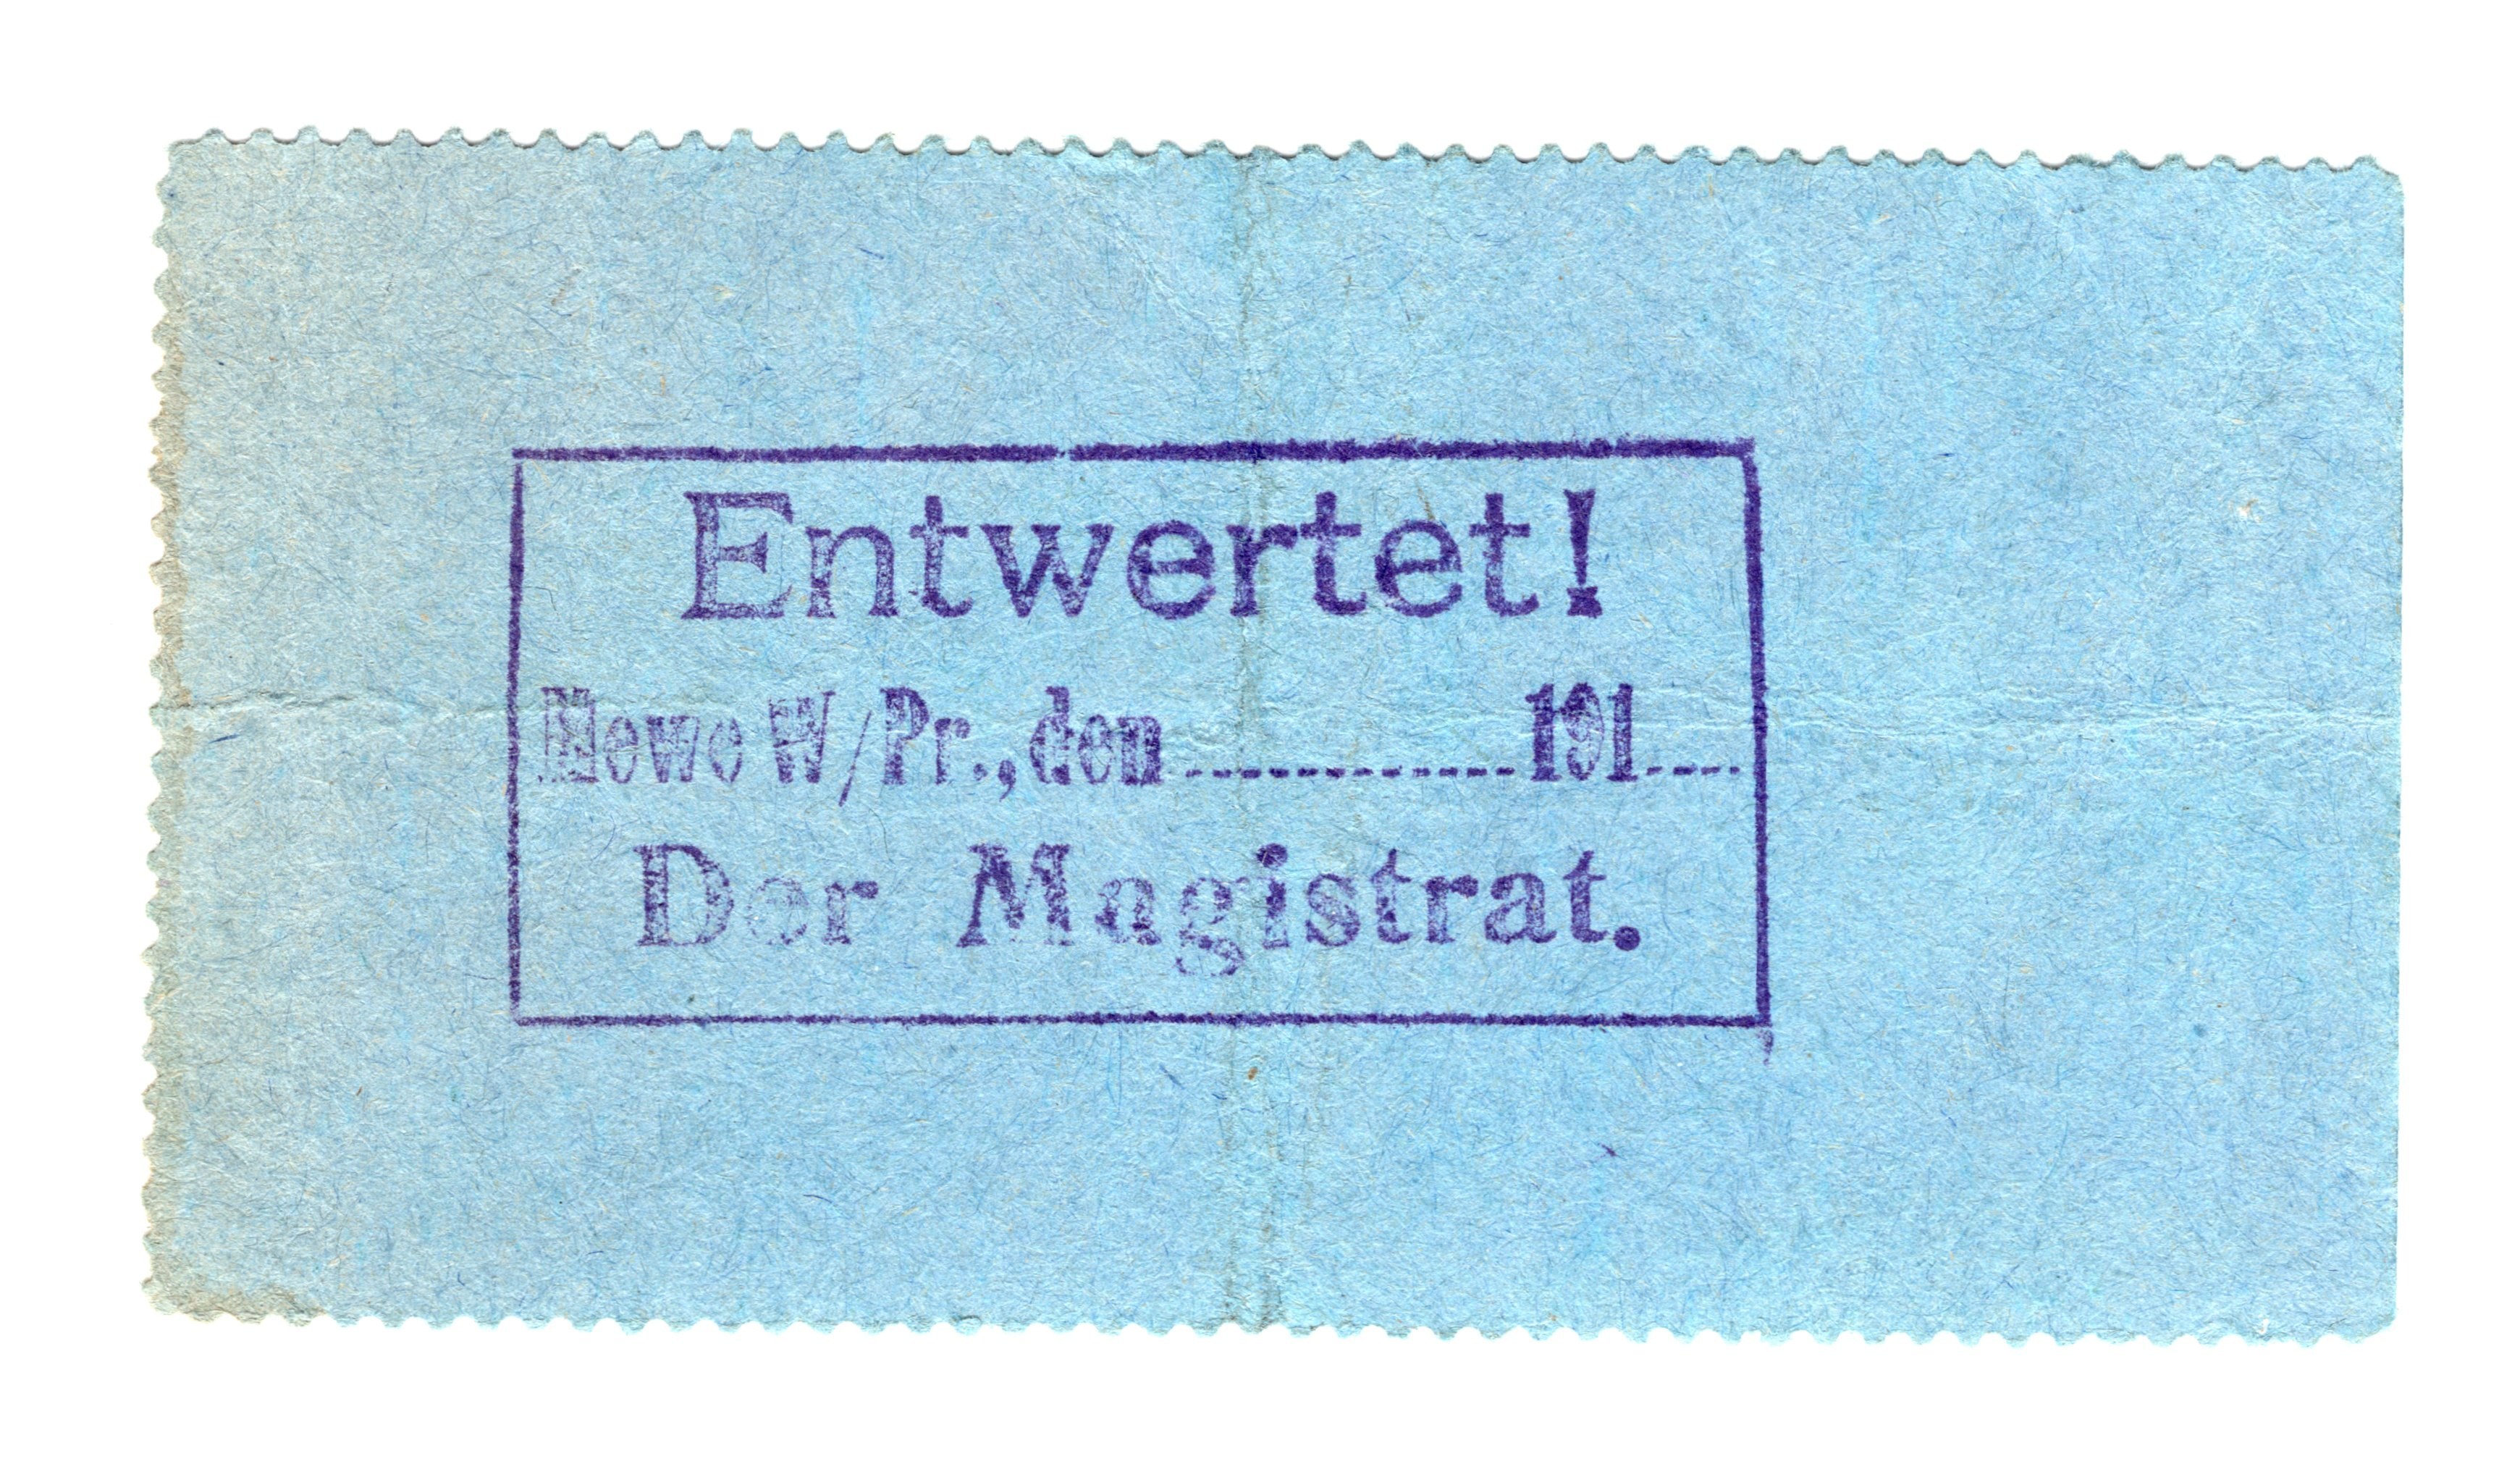 Entwertet!
Mewe W/Pr., den ............ 191....
Der Magistrat.